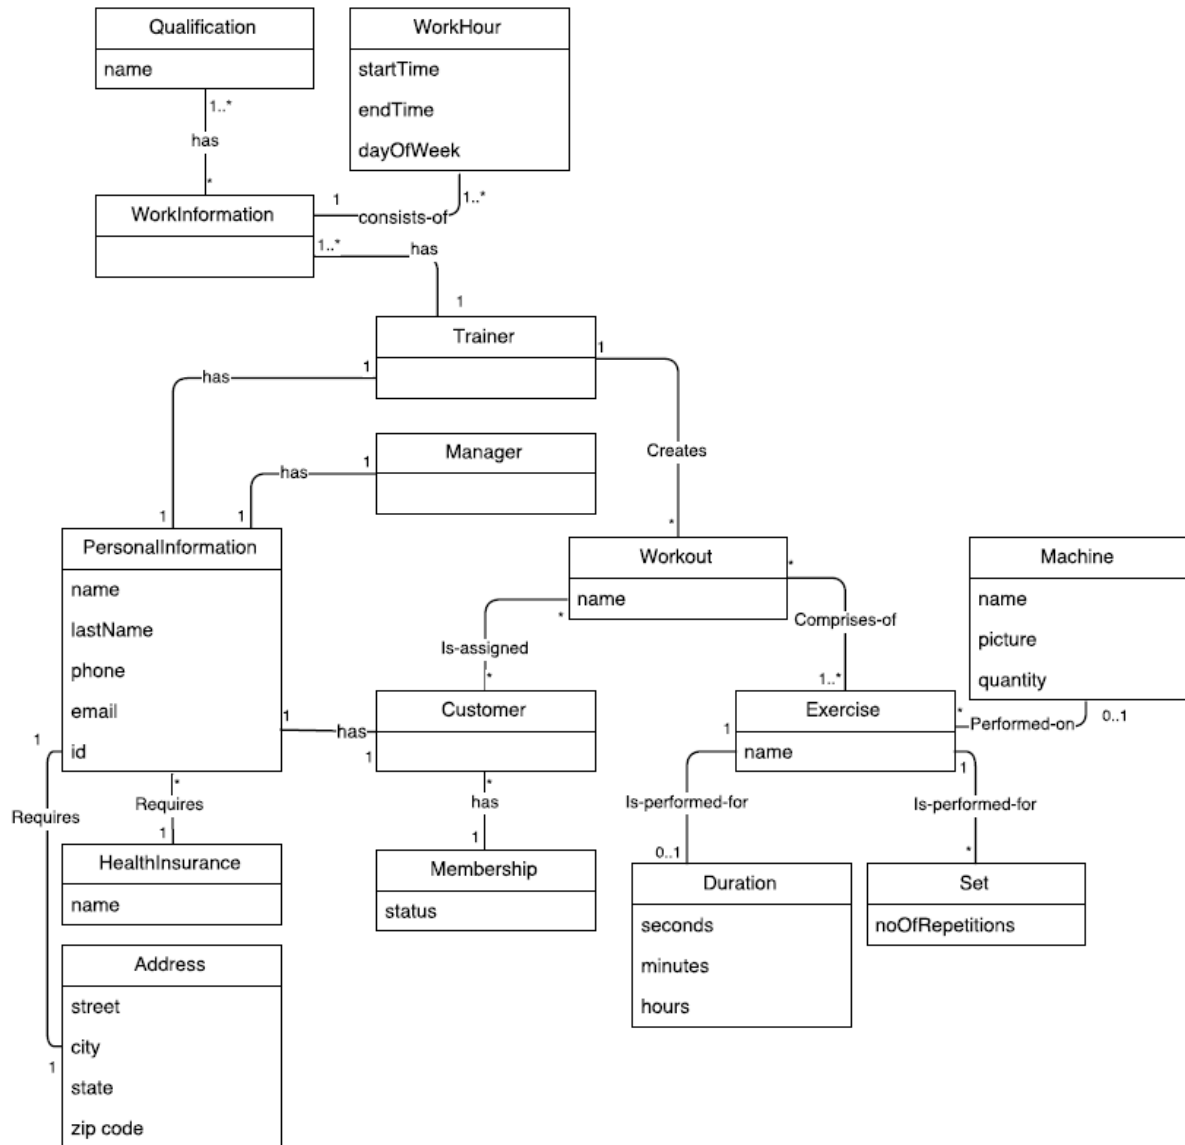 Qualification
name
WorkHour
startTime
endTime
dayOfWeek
1..*
has
*
WorkInformation
1
consists-of
1..*
1..*
has
1
Trainer
1
has
1
1
Creates
*
Manager
1
has
1
PersonalInformation
name
lastName
phone
email
id
Workout
name
*
Is-assigned
*
*
Comprises-of
1..*
Machine
name
picture
quantity
*
Performed-on
0..1
1
has
1
Customer
*
has
1
Membership
status
Exercise
name
1
Is-performed-for
0..1
Duration
seconds
minutes
hours
1
Is-performed-for
*
Set
noOfRepetitions
1
Requires
1
*
Requires
1
HealthInsurance
name
Address
street
city
state
zip code